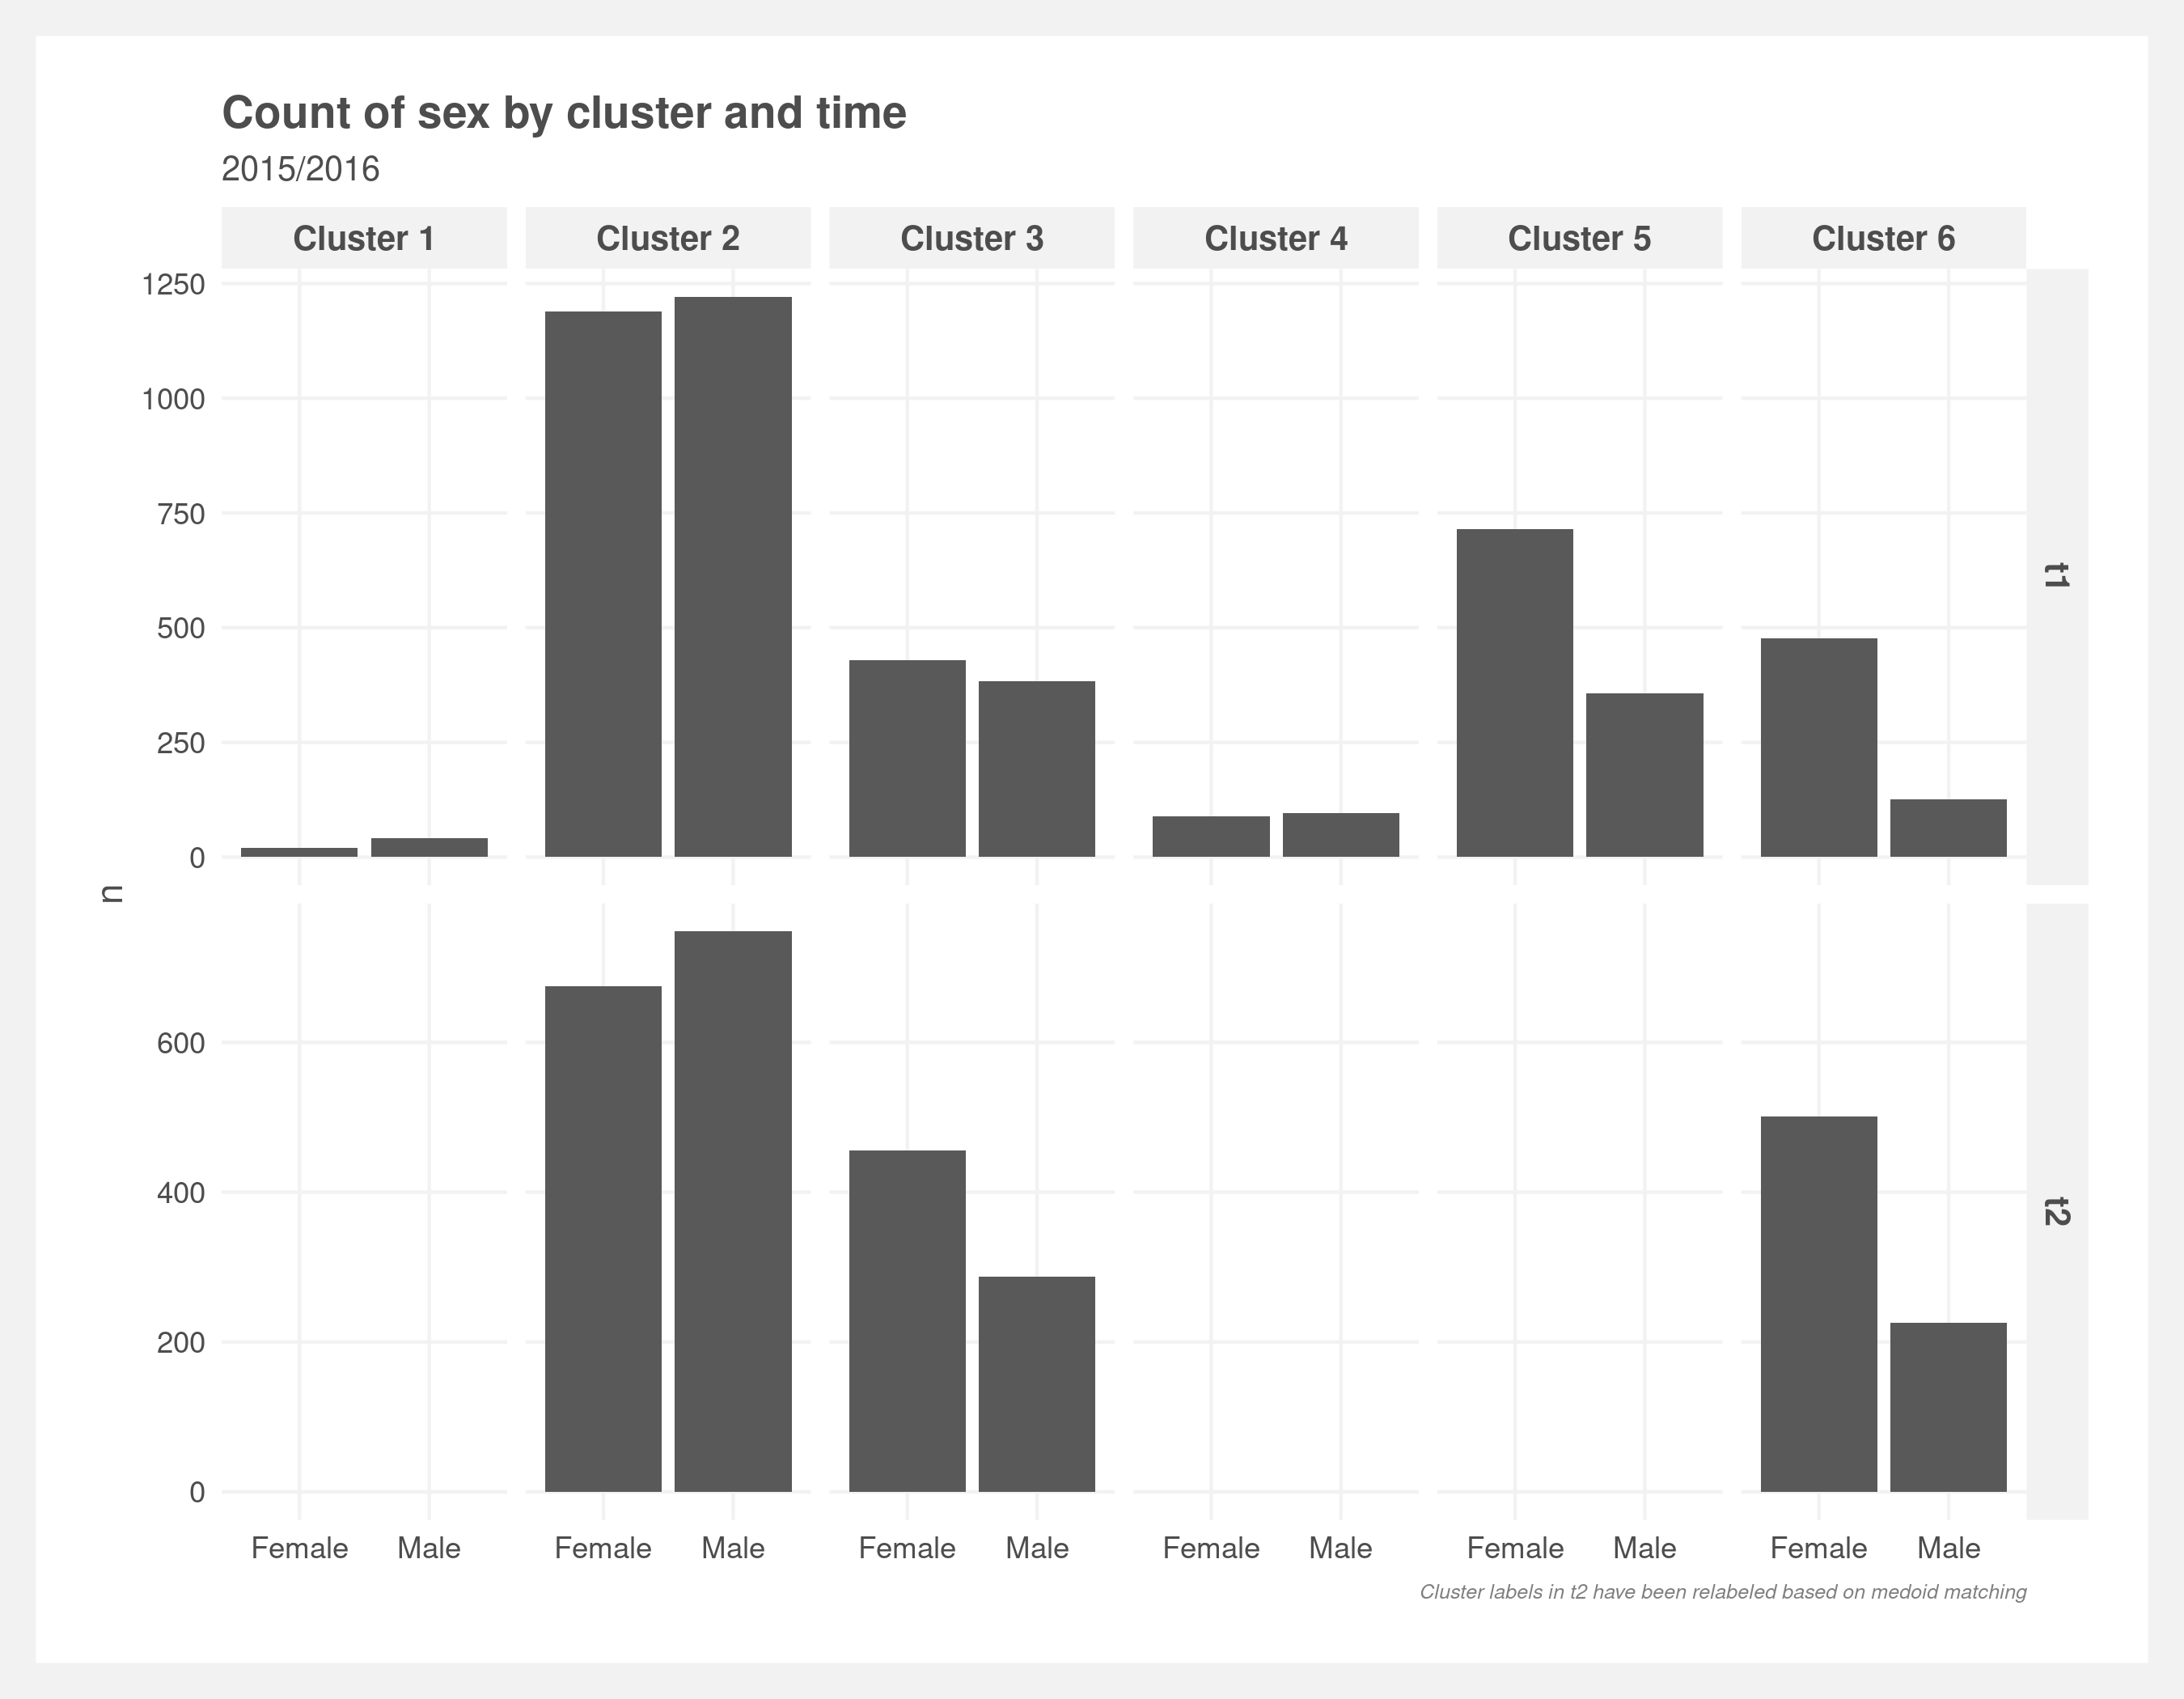 Count of sex by cluster and time
2015/2016
Cluster 1 Cluster 2 Cluster 3 Cluster 4 Cluster 5 Cluster 6
1250
1000
750
500
250
0
t1
n
600
400
200
0
t2
Female Male Female Male Female Male Female Male Female Male Female Male
Cluster labels in t2 have been relabeled based on medoid matching